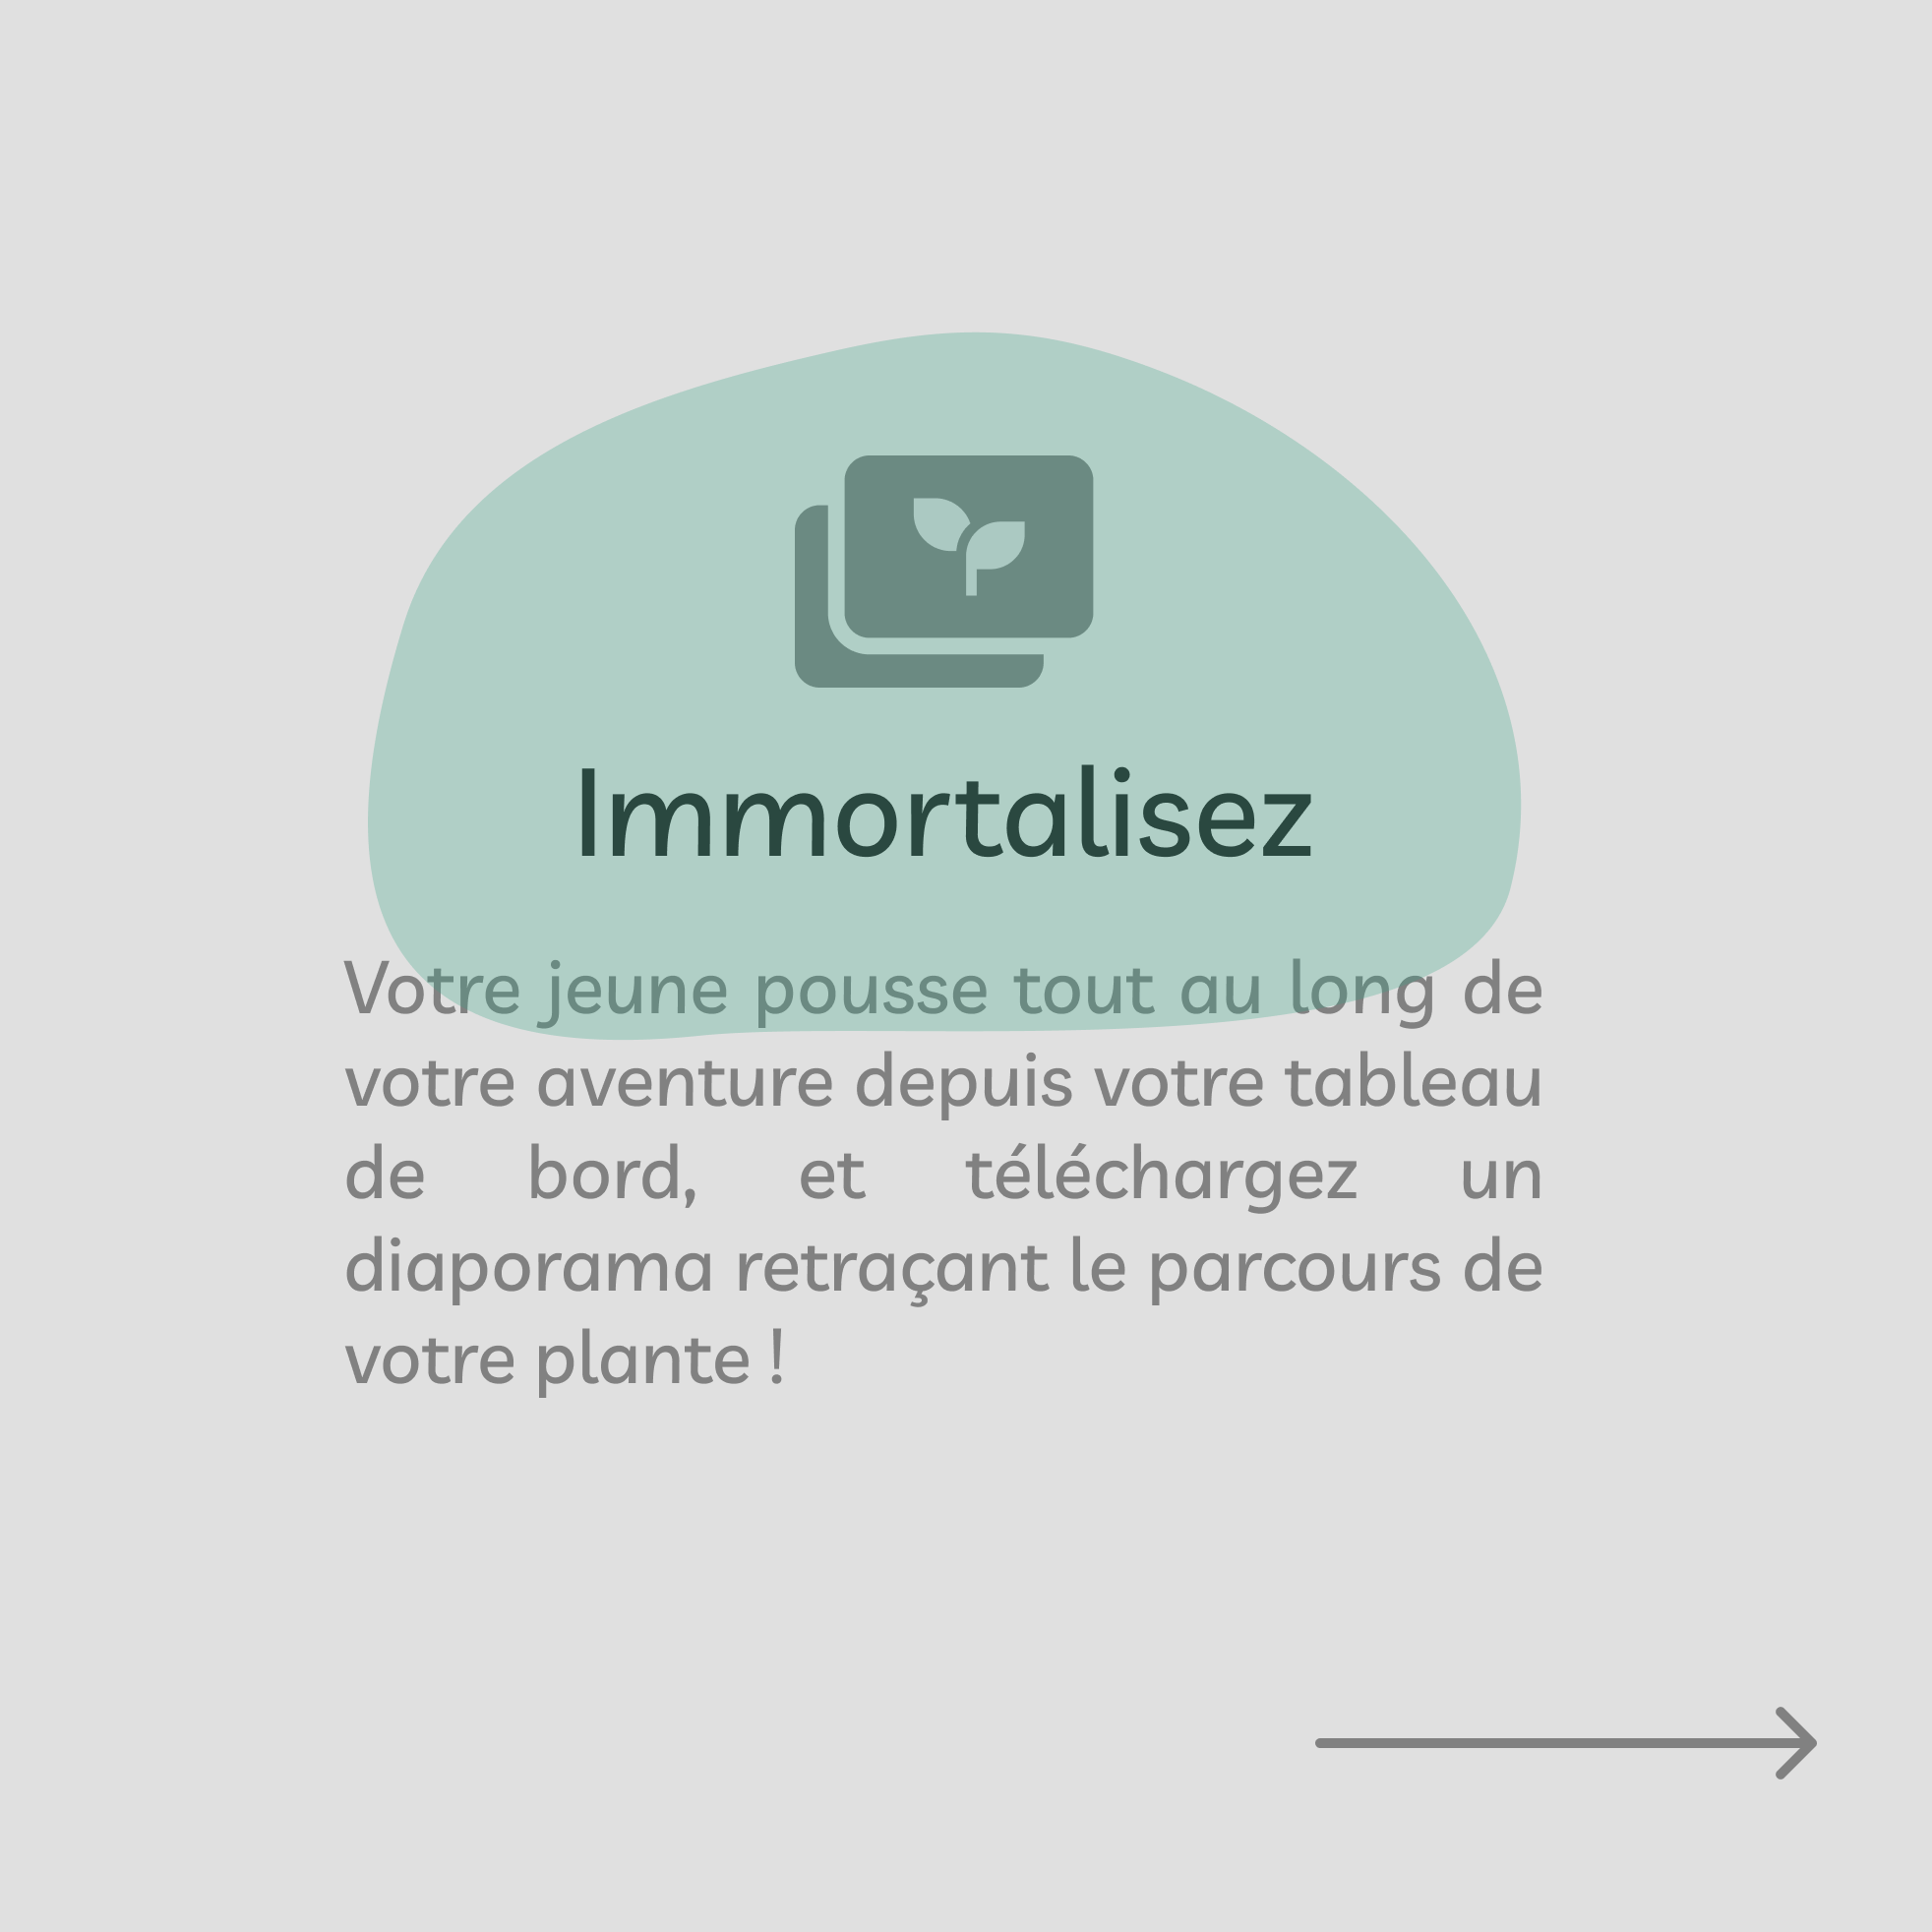 Immortalisez
Votre jeune pousse tout au long de
votre aventure depuis votre tableau
de bord, et téléchargez un
diaporama retraçant le parcours de
votre plante !